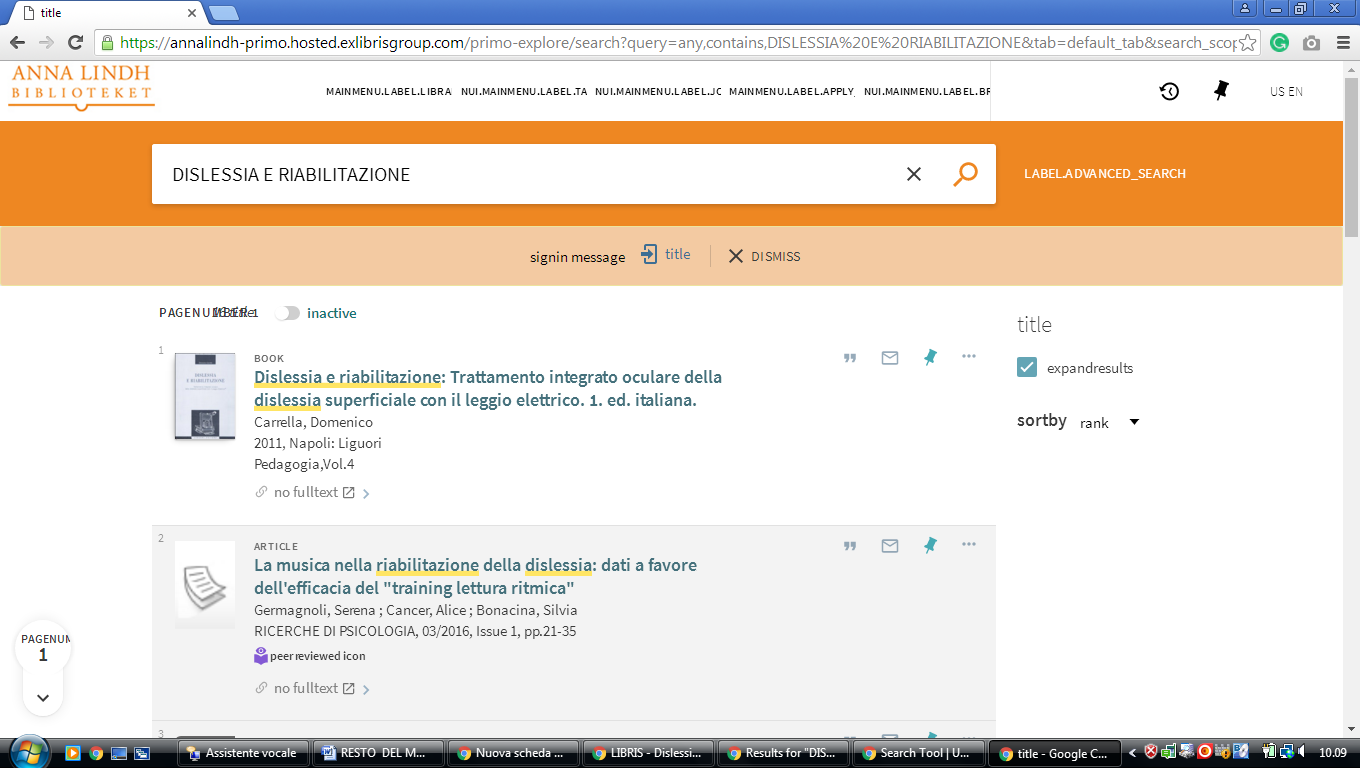 title
https://annalindh-primo.hosted.exlibrisgroup.com/primo-explore/search?query=any,contains,DISLESSIA%20E%20RIABILITAZIONE&tab=default_tab&search_scop
ANNA LINDH
BIBLIOTEKET
MAINMENU.LABEL.LIBRA NUI.MAINMENU.LABEL.TA NUI.MAINMENU.LABEL.JC MAINMENU.LABEL.APPLY_ NUI.MAINMENU.LABEL.BR
US EN
DISLESSIA E RIABILITAZIONE
LABEL.ADVANCED_SEARCH
signin message title DISMISS
PAGENUMBER 1 inactive
title
expandresults
sortby rank
1
BOOK
Dislessia e riabilitazione: Trattamento integrato oculare della
dislessia superficiale con il leggio elettrico. 1. ed. italiana.
Carrella, Domenico
2011, Napoli: Liguori
Pedagogia,Vol.4
no fulltext
2
ARTICLE
La musica nella riabilitazione della dislessia: dati a favore
dell'efficacia del "training lettura ritmica"
Germagnoli, Serena ; Cancer, Alice ; Bonacina, Silvia
RICERCHE DI PSICOLOGIA, 03/2016, Issue 1, pp.21-35
peer reviewed icon
no fulltext
3
PAGENUM
1
Assistente vocale
RESTO DEL M...
Nuova scheda ...
LIBRIS - Dislessi...
Results for "DIS...
Search Tool | U...
title - Google C...
10.09